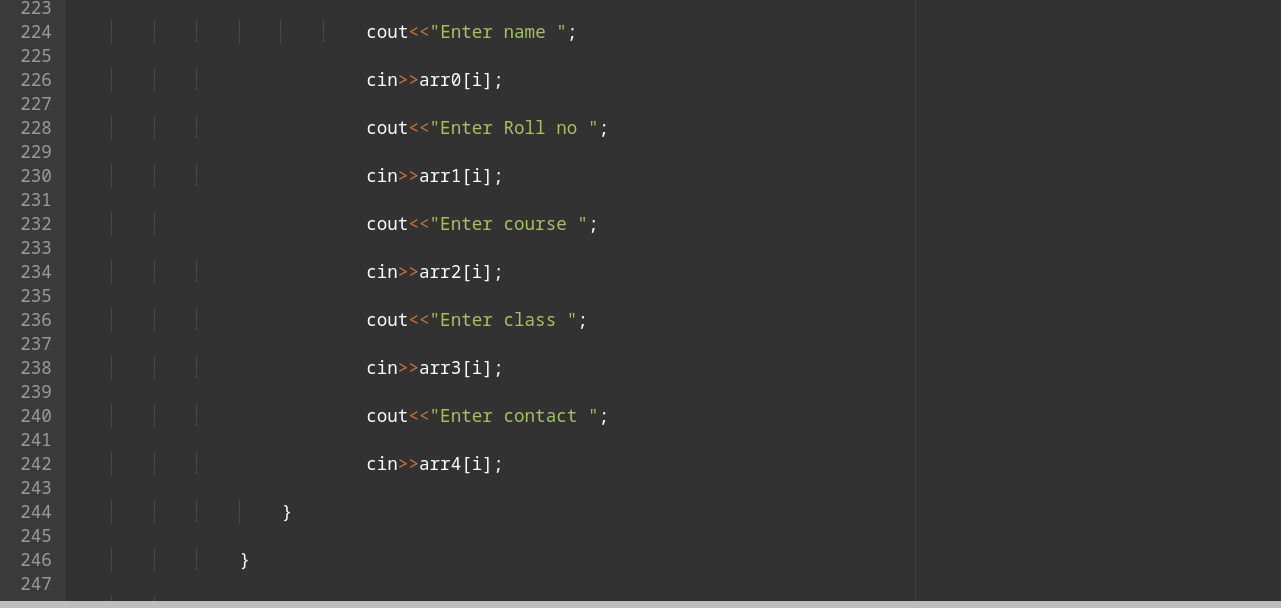 223
224 cout<<"Enter name ";
225
226 cin>>arr0[i];
227
228 cout<<"Enter Roll no ";
229
230 cin>>arr1[i];
231
232 cout<<"Enter course ";
233
234 cin>>arr2[i];
235
236 cout<<"Enter class ";
237
238 cin>>arr3[i];
239
240 cout<<"Enter contact ";
241
242 cin>>arr4[i];
243
244 }
245
246 }
247